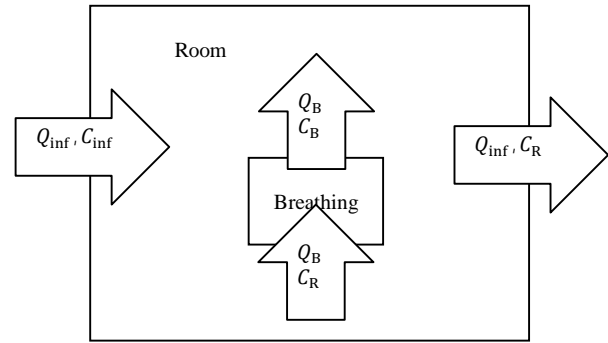 Room
Q_B
C_B
Q_inf, C_inf
Q_inf, C_R
Breathing
Q_B
C_R